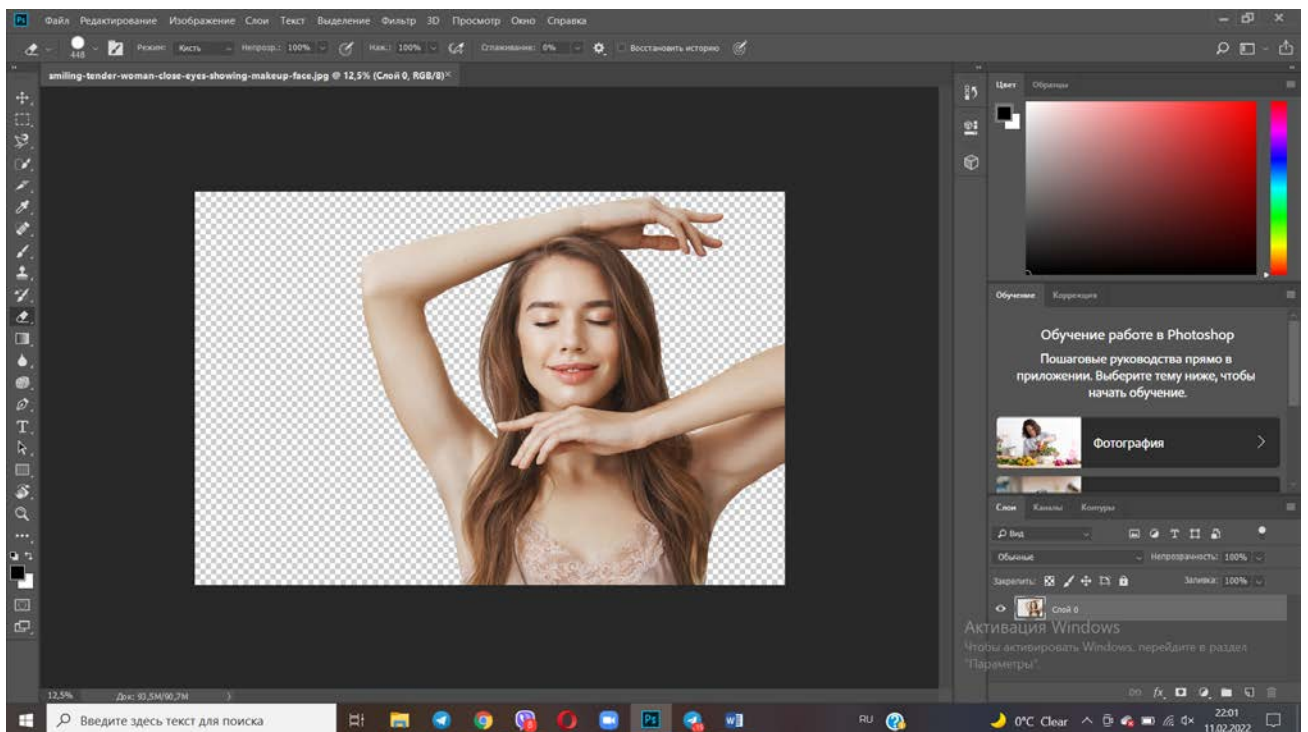 Ps Файл Редактирование Изображение Слои Текст Выделение Фильтр 3D Просмотр Окно Справка
448 Режим: Кисть Непрозр.: 100% Наж.: 100% Сглаживание: 0% Восстановить историю
smiling-tender-woman-close-eyes-showing-makeup-face.jpg @ 12,5% (Слой 0, RGB/8)
Цвет Образцы
Обучение Коррекция
Обучение работе в Photoshop
Пошаговые руководства прямо в
приложении. Выберите тему ниже, чтобы
начать обучение.
Фотография
Слои Каналы Контуры
Вид
Обычные Непрозрачность: 100%
Закрепить: Заливка: 100%
Слой 0
Активация Windows
Чтобы активировать Windows, перейдите в раздел
"Параметры".
12,5% Док: 93,5M/90,7M
Введите здесь текст для поиска
Ps
RU
0°C Clear
22:01
11.02.2022